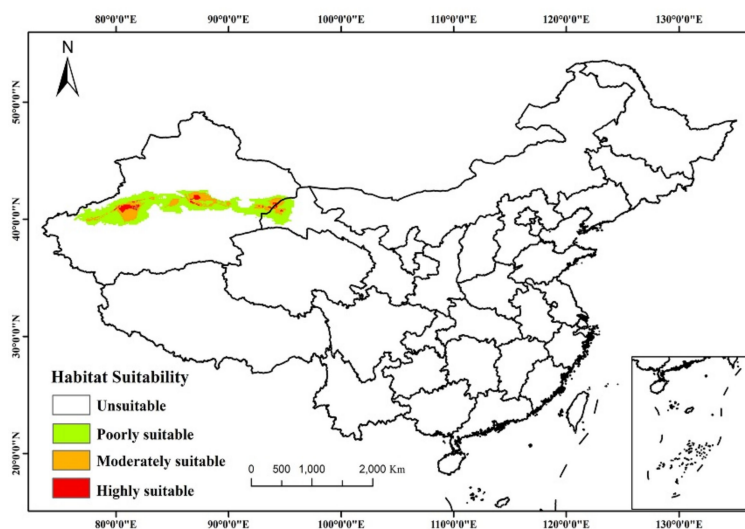 80°0'0"E 90°0'0"E 100°0'0"E 110°0'0"E 120°0'0"E 130°0'0"E
N
50°0'0"N
40°0'0"N
30°0'0"N
20°0'0"N
Habitat Suitability
Unsuitable
Poorly suitable
Moderately suitable
Highly suitable
0 500 1,000 2,000 Km
80°0'0"E 90°0'0"E 100°0'0"E 110°0'0"E 120°0'0"E 130°0'0"E